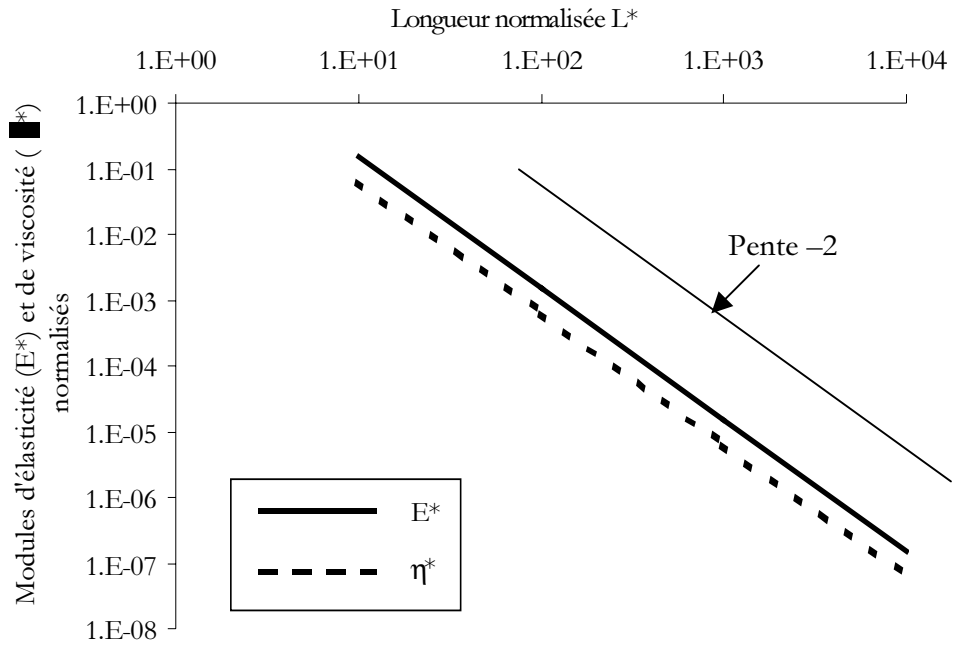 Longueur normalisée L*
1.E+00 1.E+01 1.E+02 1.E+03 1.E+04
Modules d'élasticité (E*) et de viscosité ( *)
normalisés
1.E+00
1.E-01
1.E-02
1.E-03
1.E-04
1.E-05
1.E-06
1.E-07
1.E-08
Pente –2
E*
η*